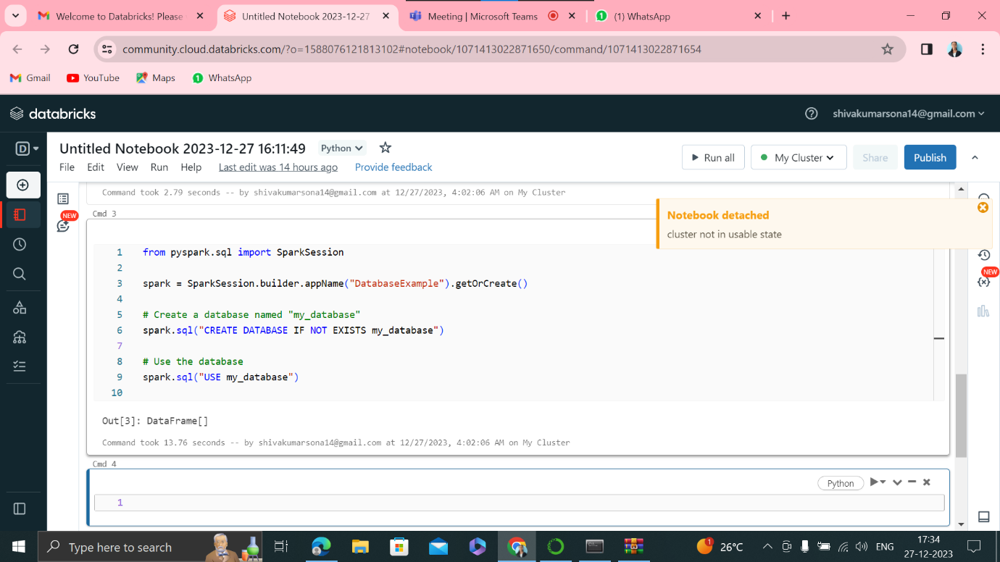 Welcome to Databricks! Please
Untitled Notebook 2023-12-27
Meeting | Microsoft Teams
(1) WhatsApp
community.cloud.databricks.com/?o=1588076121813102#notebook/1071413022871650/command/1071413022871654
Gmail
YouTube
Maps
1
WhatsApp
databricks
shivakumarsona14@gmail.com
D
Untitled Notebook 2023-12-27 16:11:49
Python
Run all
My Cluster
Share
Publish
File Edit View Run Help
Last edit was 14 hours ago
Provide feedback
Command took 2.79 seconds -- by shivakumarsona14@gmail.com at 12/27/2023, 4:02:06 AM on My Cluster
Cmd 3
NEW
Notebook detached
cluster not in usable state
NEW
1 from pyspark.sql import SparkSession
2
3 spark = SparkSession.builder.appName("DatabaseExample").getOrCreate()
4
5 # Create a database named "my_database"
6 spark.sql("CREATE DATABASE IF NOT EXISTS my_database")
7
8 # Use the database
9 spark.sql("USE my_database")
10
Out[3]: DataFrame[]
Command took 13.76 seconds -- by shivakumarsona14@gmail.com at 12/27/2023, 4:02:06 AM on My Cluster
Cmd 4
Python
1
Type here to search
1
26°C
ENG
17:34
27-12-2023